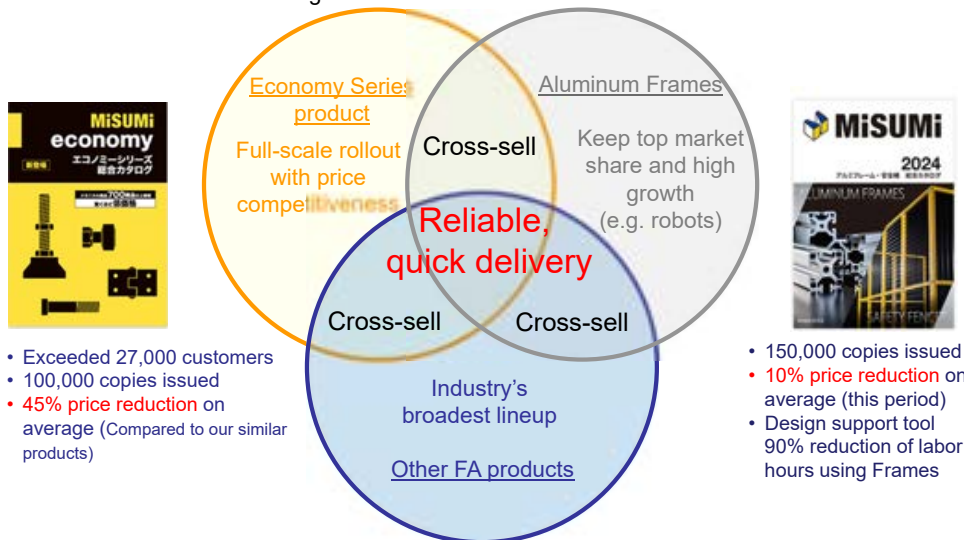 Economy Series
product
Full-scale rollout
with price
competitiveness
Aluminum Frames
Keep top market
share and high
growth
(e.g. robots)
Cross-sell
Reliable,
quick delivery
Cross-sell
Cross-sell
Industry's
broadest lineup
Other FA products
MiSUMi
economy
新登場
エコノミーシリーズ
総合カタログ
• Exceeded 27,000 customers
• 100,000 copies issued
• 45% price reduction on
average (Compared to our similar
products)
MiSUMi
2024
ALUMINUM FRAMES
SAFETY FENCE
• 150,000 copies issued
• 10% price reduction on
average (this period)
• Design support tool
90% reduction of labor
hours using Frames